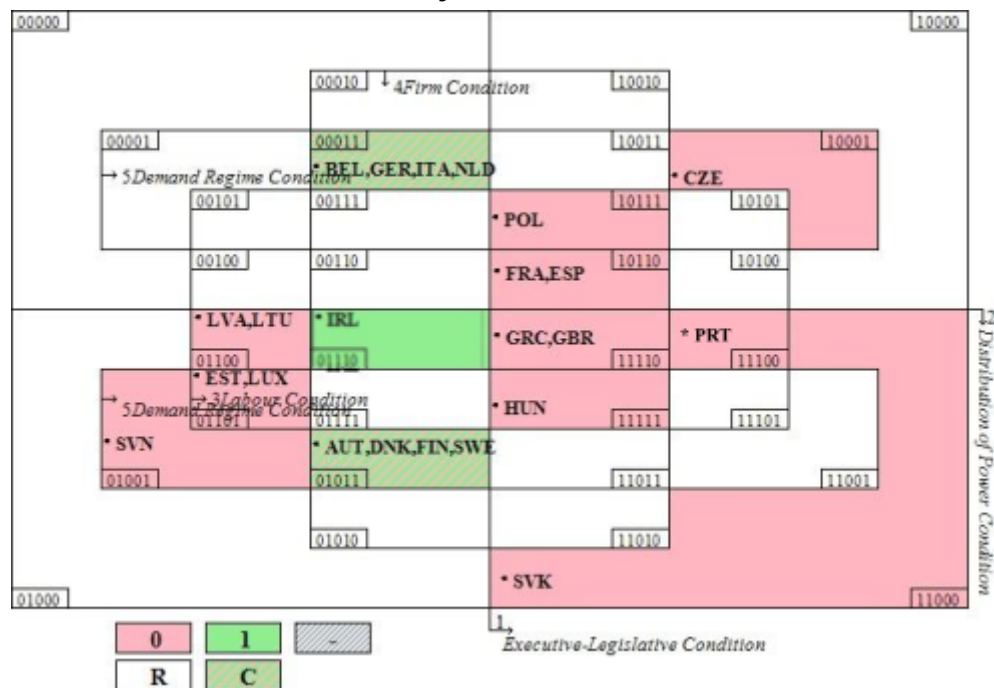 00000 10000
00010 ↓ 4Firm Condition 10010
00001 00011 10011 10001
→ 5Demand Regime Condition • BEL,GER,ITA,NLD • CZE
00101 00111 10111 10101
• POL
00100 00110 10110 10100
• FRA,ESP
• LVA,LTU • IRL ↓2
• GRC,GBR * PRT
01100 01110 11110 11100
• EST,LUX
→ 5Demand Regime Condition → 3Labour Condition • HUN
01101 01111 11111 11101
• SVN • AUT,DNK,FIN,SWE
01001 01011 11011 11001
01010 11010
Distribution of Power Condition
• SVK
01000 11000
1→
Executive-Legislative Condition
0 1 -
R C